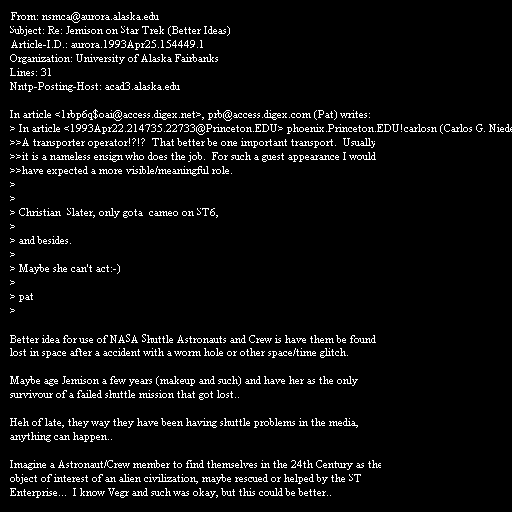 From: nsmca@aurora.alaska.edu
Subject: Re: Jemison on Star Trek (Better Ideas)
Article-I.D.: aurora.1993Apr25.154449.1
Organization: University of Alaska Fairbanks
Lines: 31
Nntp-Posting-Host: acad3.alaska.edu

In article <1rbp6q$oai@access.digex.net>, prb@access.digex.com (Pat) writes:
> In article <1993Apr22.214735.22733@Princeton.EDU> phoenix.Princeton.EDU!carlosn (Carlos G. Niede
>>A transporter operator!?!?  That better be one important transport.  Usually
>>it is a nameless ensign who does the job.  For such a guest appearance I would
>>have expected a more visible/meaningful role.
>
>
> Christian  Slater, only gota  cameo on ST6,
>
> and besides.
>
> Maybe she can't act:-)
>
> pat
>

Better idea for use of NASA Shuttle Astronauts and Crew is have them be found
lost in space after a accident with a worm hole or other space/time glitch.

Maybe age Jemison a few years (makeup and such) and have her as the only
survivour of a failed shuttle mission that got lost..

Heh of late, they way they have been having shuttle problems in the media,
anything can happen..

Imagine a Astronaut/Crew member to find themselves in the 24th Century as the
object of interest of an alien civilization, maybe rescued or helped by the ST
Enterprise...  I know Vegr and such was okay, but this could be better..